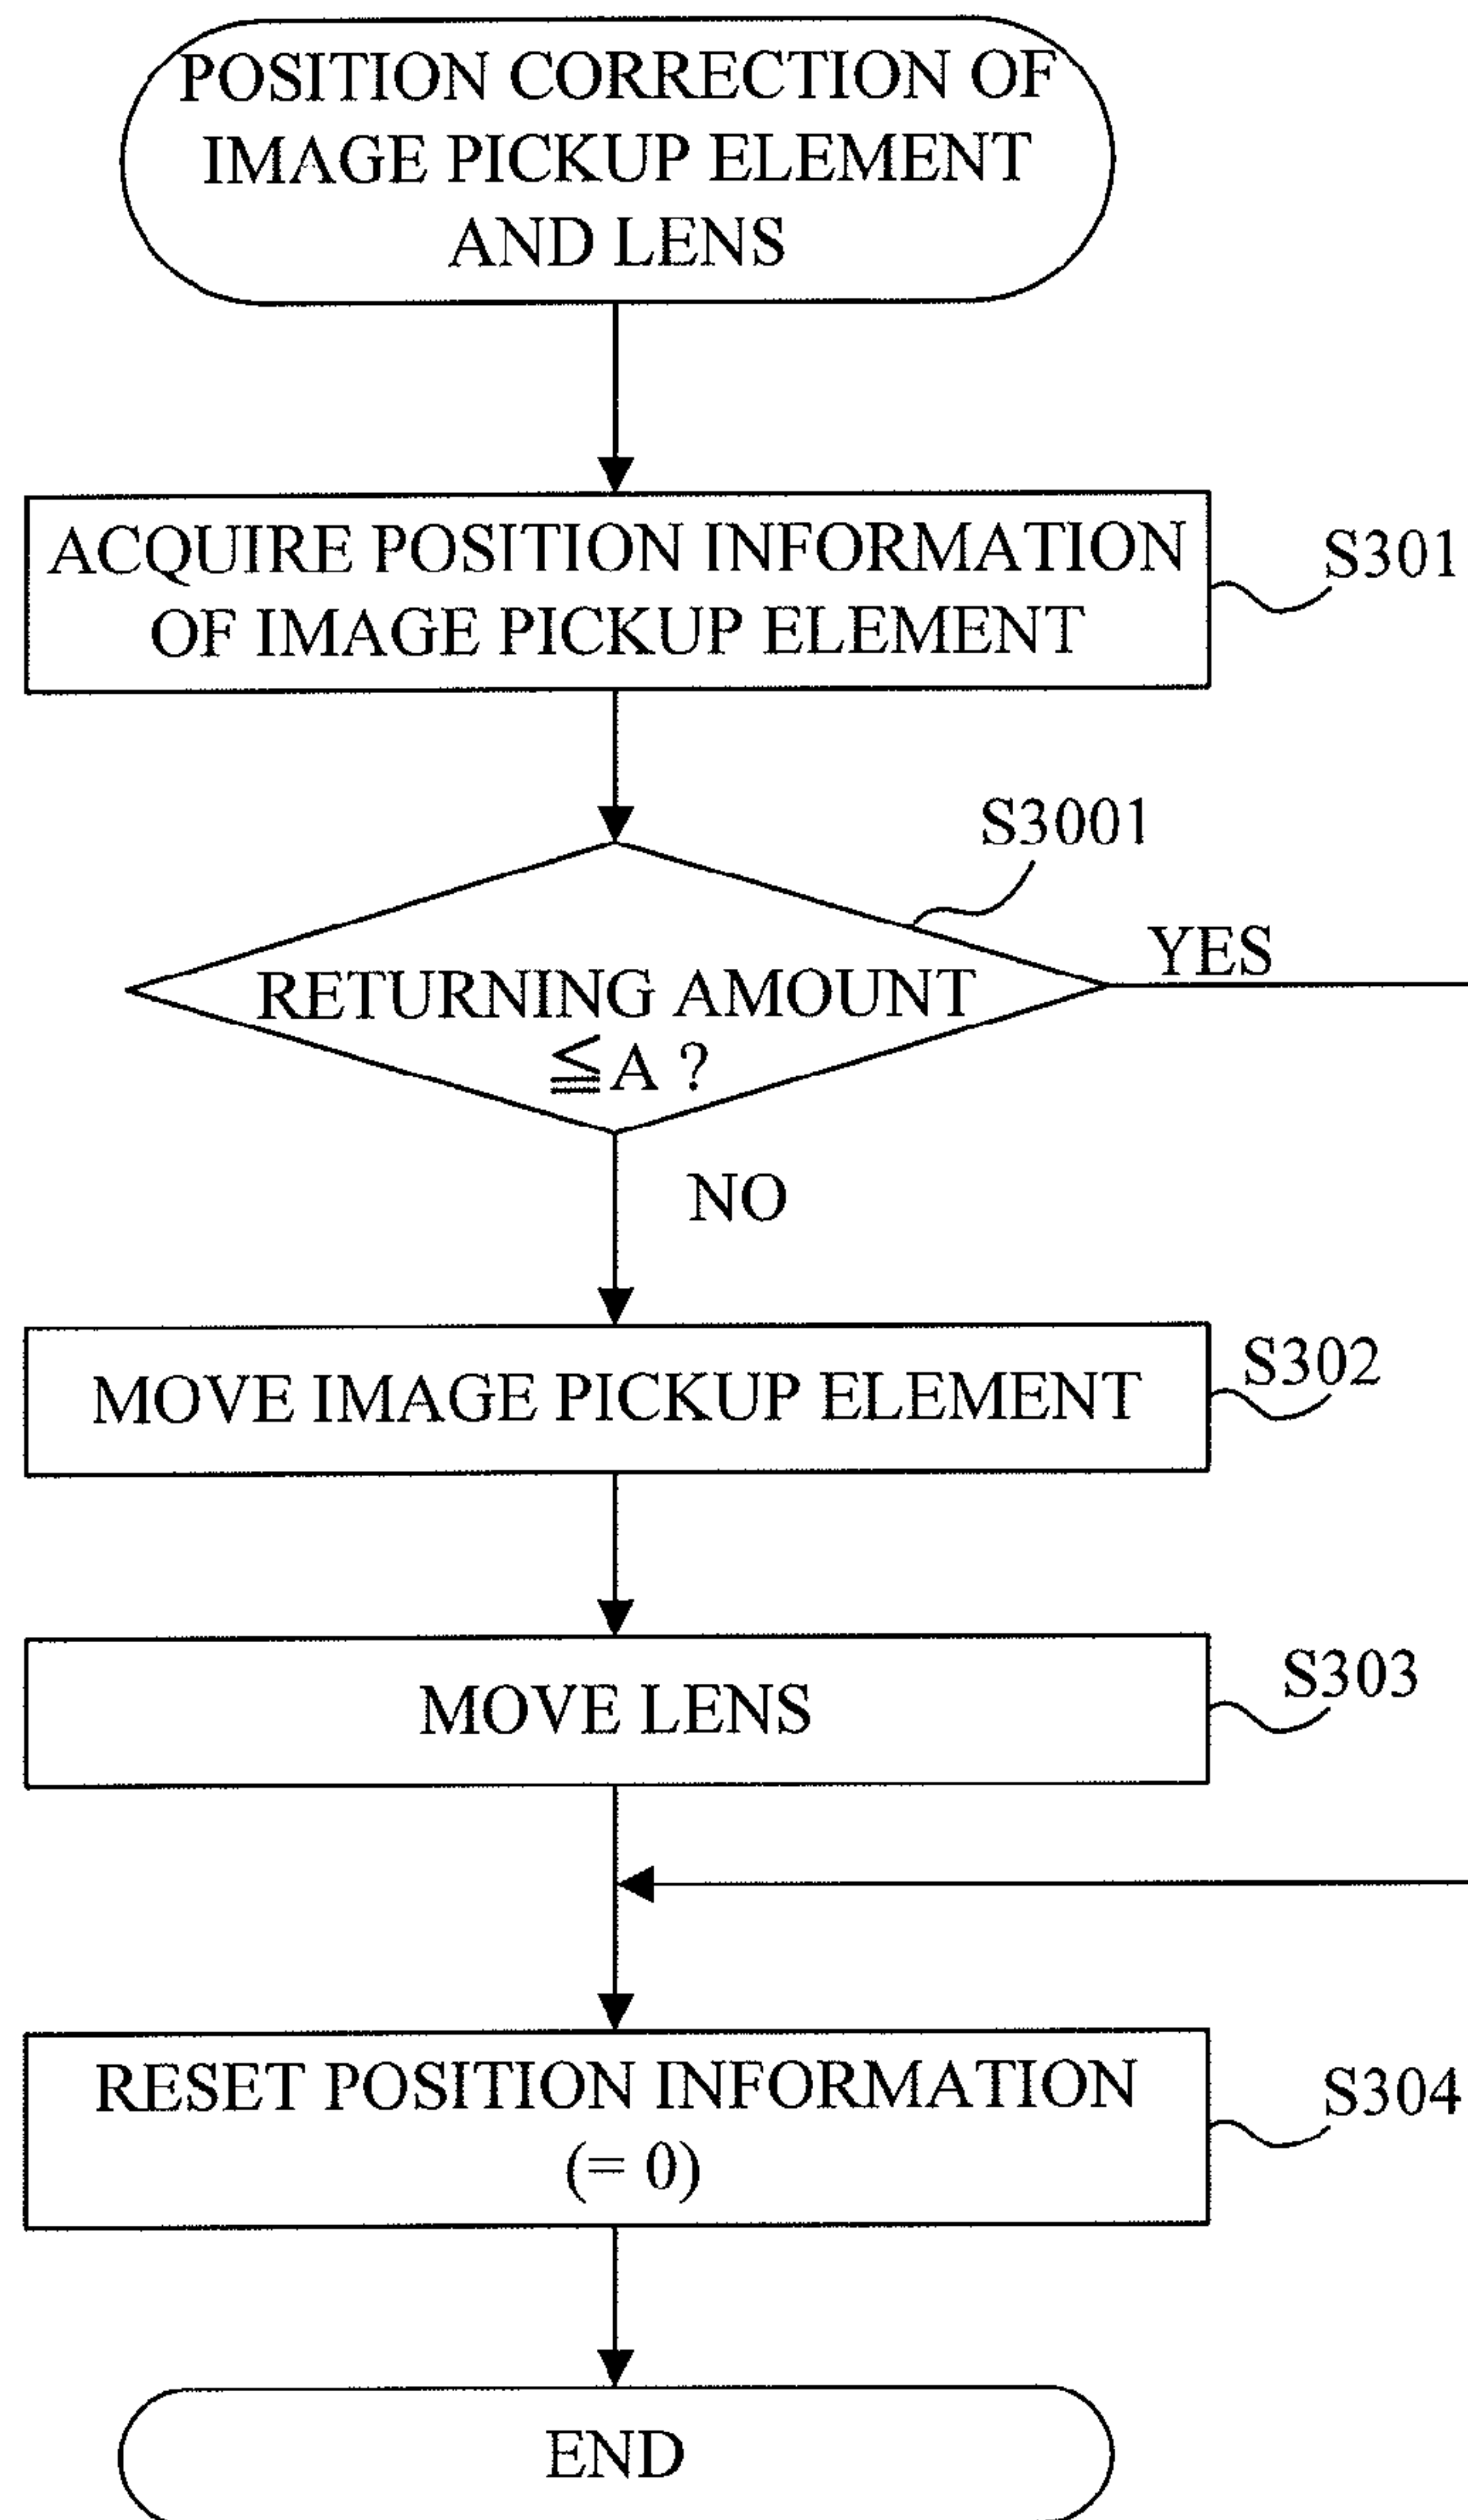 POSITION CORRECTION OF
IMAGE PICKUP ELEMENT
AND LENS
ACQUIRE POSITION INFORMATION
OF IMAGE PICKUP ELEMENT
S301
S3001
RETURNING AMOUNT
≦A ?
YES
NO
MOVE IMAGE PICKUP ELEMENT
S302
MOVE LENS
S303
RESET POSITION INFORMATION
(= 0)
S304
END